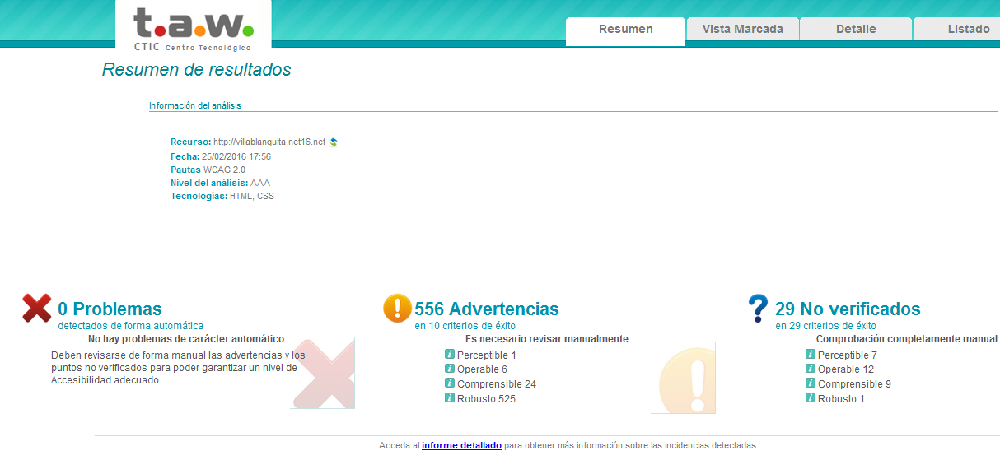 t.a.w.
CTIC Centro Tecnológico
Resumen
Vista Marcada
Detalle
Listado
Resumen de resultados
Información del análisis
Recurso: http://villablanquita.net16.net
Fecha: 25/02/2016 17:56
Pautas WCAG 2.0
Nivel del análisis: AAA
Tecnologías: HTML, CSS
0 Problemas
detectados de forma automática
No hay problemas de carácter automático
Deben revisarse de forma manual las advertencias y los
puntos no verificados para poder garantizar un nivel de
Accesibilidad adecuado
556 Advertencias
en 10 criterios de éxito
Es necesario revisar manualmente
Perceptible 1
Operable 6
Comprensible 24
Robusto 525
29 No verificados
en 29 criterios de éxito
Comprobación completamente manual
Perceptible 7
Operable 12
Comprensible 9
Robusto 1
Acceda al informe detallado para obtener más información sobre las incidencias detectadas.